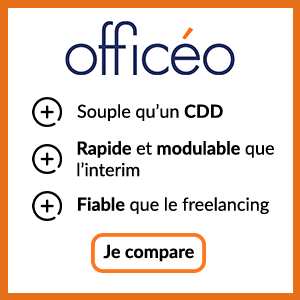 officéo
Souple qu'un CDD
Rapide et modulable que
l'interim
Fiable que le freelancing
Je compare